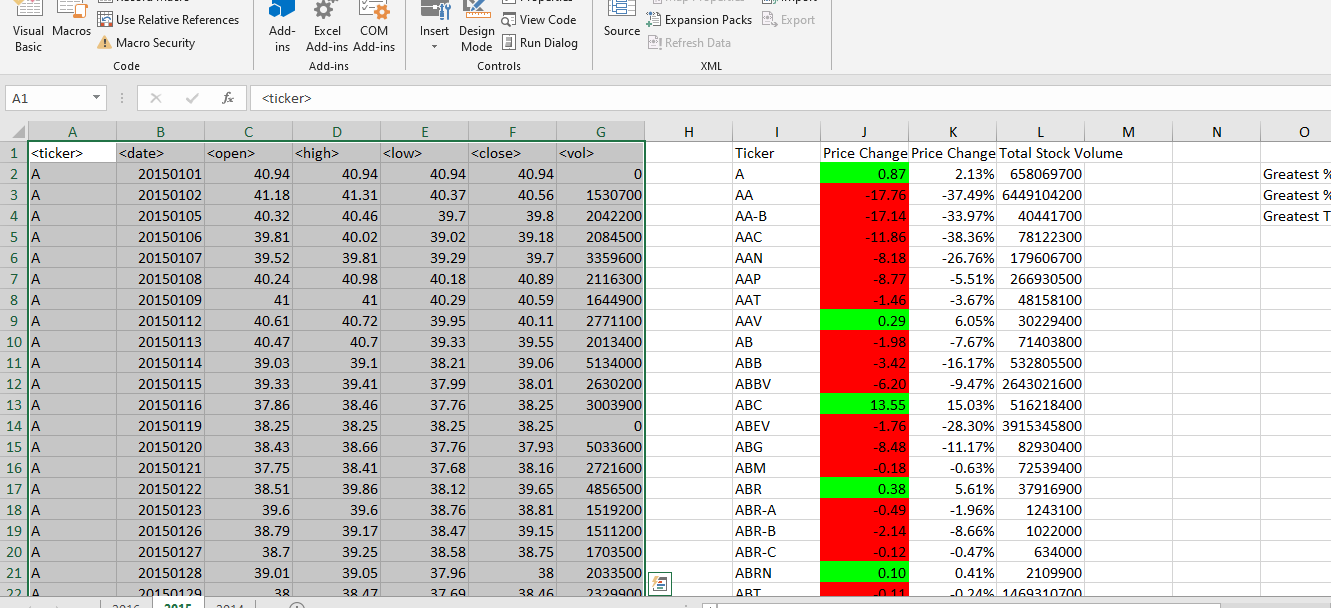 Visual Basic
Macros
Use Relative References
Macro Security
Code
Add-ins
Excel Add-ins
COM Add-ins
Add-ins
Insert
Design Mode
View Code
Run Dialog
Controls
Source
Expansion Packs
Refresh Data
Export
XML
A1 fx <ticker>
A B C D E F G H I J K L M N O
1 <ticker> <date> <open> <high> <low> <close> <vol> Ticker Price Change Price Change Total Stock Volume
2 A 20150101 40.94 40.94 40.94 40.94 0 A 0.87 2.13% 658069700 Greatest %
3 A 20150102 41.18 41.31 40.37 40.56 1530700 AA -17.76 -37.49% 6449104200 Greatest %
4 A 20150105 40.32 40.46 39.7 39.8 2042200 AA-B -17.14 -33.97% 40441700 Greatest T
5 A 20150106 39.81 40.02 39.02 39.18 2084500 AAC -11.86 -38.36% 78122300
6 A 20150107 39.52 39.81 39.29 39.7 3359600 AAN -8.18 -26.76% 179606700
7 A 20150108 40.24 40.98 40.18 40.89 2116300 AAP -8.77 -5.51% 266930500
8 A 20150109 41 41 40.29 40.59 1644900 AAT -1.46 -3.67% 48158100
9 A 20150112 40.61 40.72 39.95 40.11 2771100 AAV 0.29 6.05% 30229400
10 A 20150113 40.47 40.7 39.33 39.55 2013400 AB -1.98 -7.67% 71403800
11 A 20150114 39.03 39.1 38.21 39.06 5134000 ABB -3.42 -16.17% 532805500
12 A 20150115 39.33 39.41 37.99 38.01 2630200 ABBV -6.20 -9.47% 2643021600
13 A 20150116 37.86 38.46 37.76 38.25 3003900 ABC 13.55 15.03% 516218400
14 A 20150119 38.25 38.25 38.25 38.25 0 ABEV -1.76 -28.30% 3915345800
15 A 20150120 38.43 38.66 37.76 37.93 5033600 ABG -8.48 -11.17% 82930400
16 A 20150121 37.75 38.41 37.68 38.16 2721600 ABM -0.18 -0.63% 72539400
17 A 20150122 38.51 39.86 38.12 39.65 4856500 ABR 0.38 5.61% 37916900
18 A 20150123 39.6 39.6 38.76 38.81 1519200 ABR-A -0.49 -1.96% 1243100
19 A 20150126 38.79 39.17 38.47 39.15 1511200 ABR-B -2.14 -8.66% 1022000
20 A 20150127 38.7 39.25 38.58 38.75 1703500 ABR-C -0.12 -0.47% 634000
21 A 20150128 39.01 39.05 37.96 38 2033500 ABRN 0.10 0.41% 2109900
22 A 20150129 38 38.47 37.69 38.46 2329900 ABT -0.11 -0.24% 1469310700
2016 2015 2014